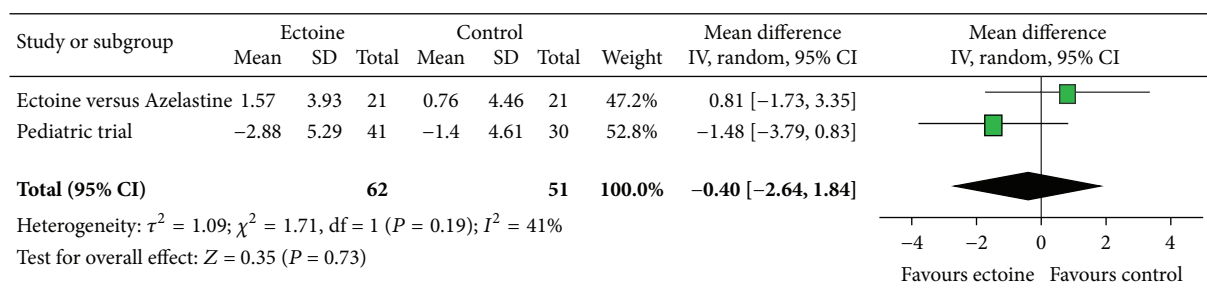 Study or subgroup Ectoine Control Mean difference Mean difference
Mean SD Total Mean SD Total Weight IV, random, 95% CI IV, random, 95% CI
Ectoine versus Azelastine 1.57 3.93 21 0.76 4.46 21 47.2% 0.81 [−1.73, 3.35]
Pediatric trial −2.88 5.29 41 −1.4 4.61 30 52.8% −1.48 [−3.79, 0.83]
Total (95% CI) 62 51 100.0% −0.40 [−2.64, 1.84]
Heterogeneity: τ² = 1.09; χ² = 1.71, df = 1 (P = 0.19); I² = 41%
Test for overall effect: Z = 0.35 (P = 0.73)
−4 −2 0 2 4
Favours ectoine Favours control